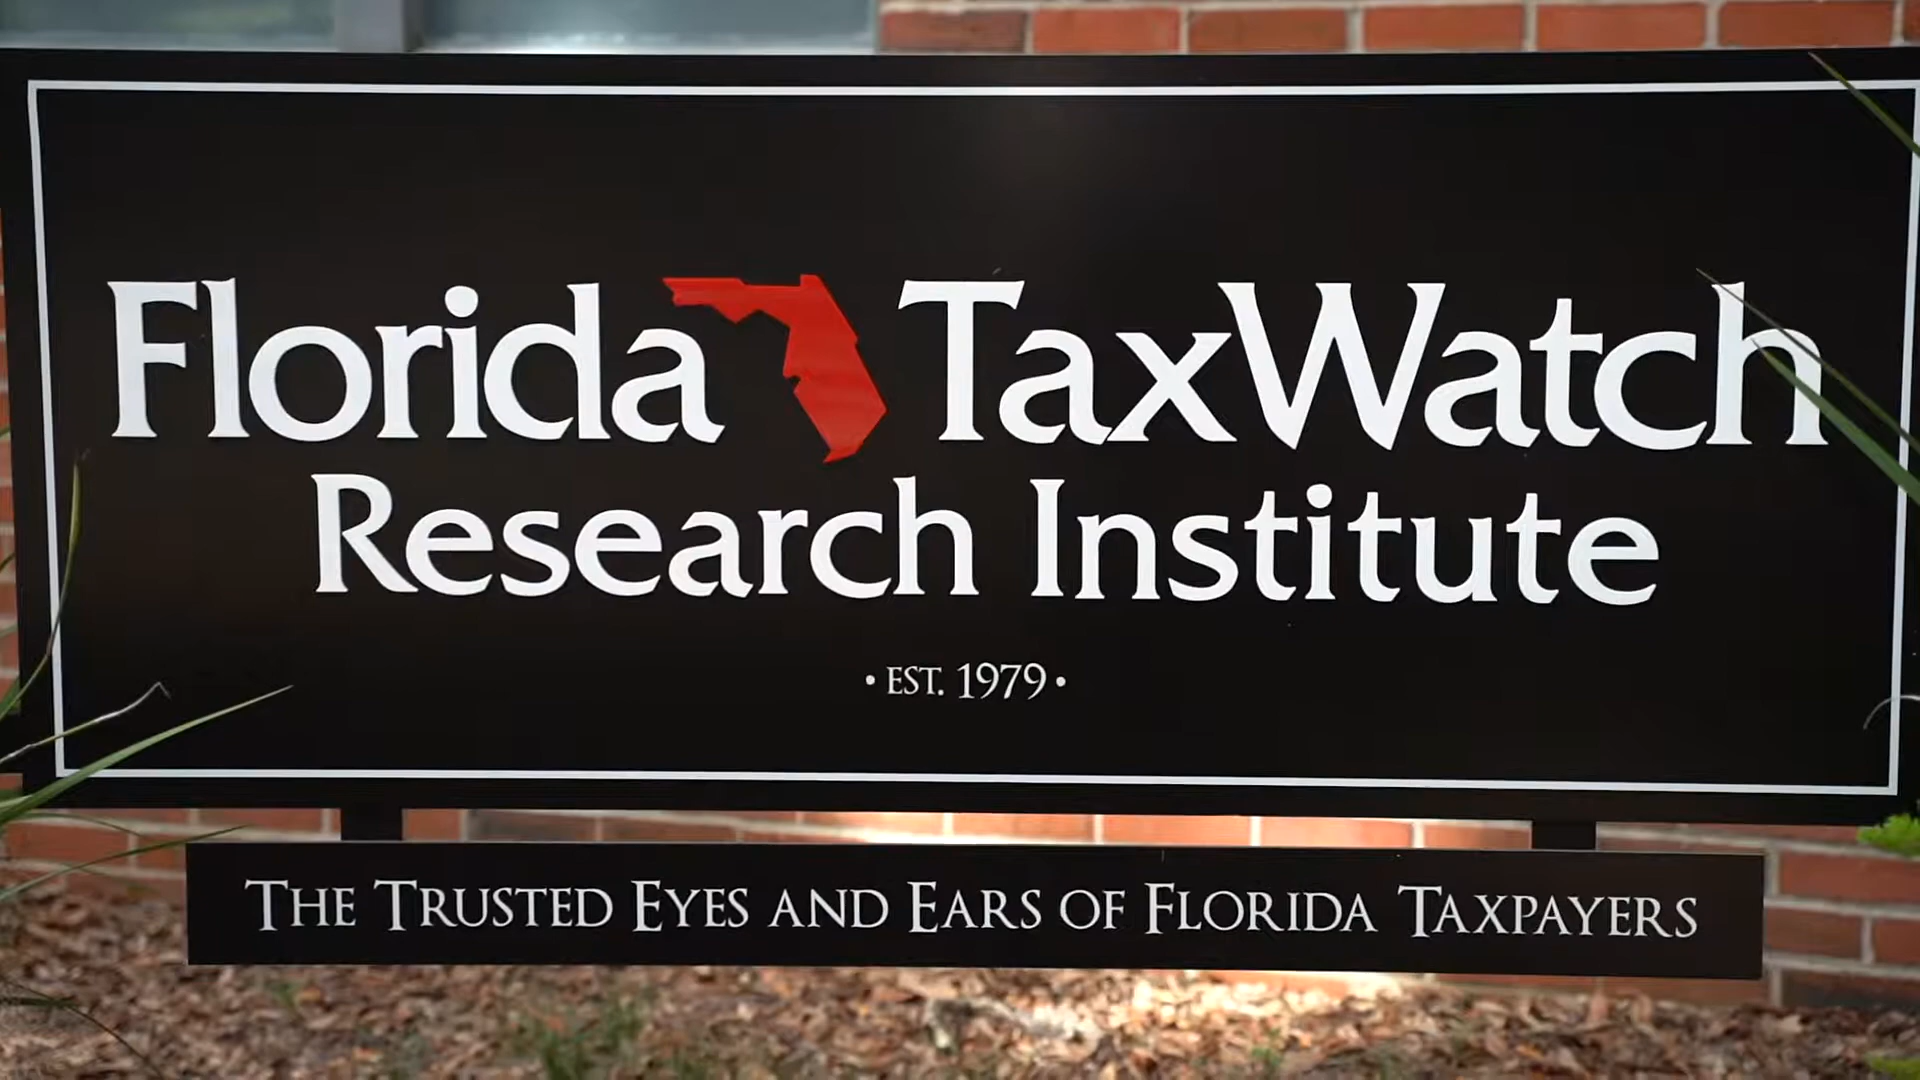 Florida TaxWatch
Research Institute
• EST. 1979 •
THE TRUSTED EYES AND EARS OF FLORIDA TAXPAYERS